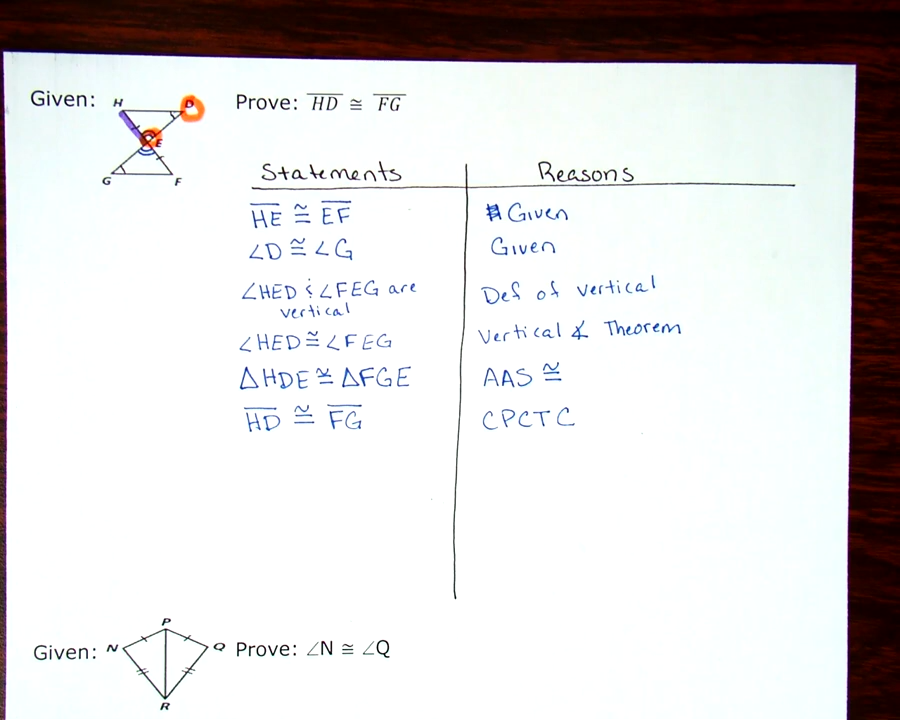 Given: Prove: HD ≅ FG
H D
E
G F
Statements Reasons
HE ≅ EF Given
∠D ≅ ∠G Given
∠HED & ∠FEG are Def of vertical
vertical
∠HED ≅ ∠FEG Vertical ∡ Theorem
△HDE ≅ △FGE AAS ≅
HD ≅ FG CPCTC
P
Given: N Q Prove: ∠N ≅ ∠Q
R